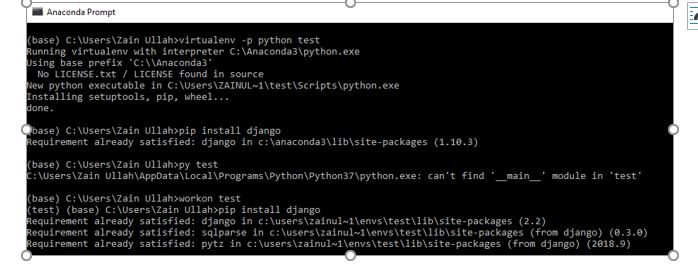 Anaconda Prompt
(base) C:\Users\Zain Ullah>virtualenv -p python test
Running virtualenv with interpreter C:\Anaconda3\python.exe
Using base prefix 'C:\\Anaconda3'
No LICENSE.txt / LICENSE found in source
New python executable in C:\Users\ZAINUL~1\test\Scripts\python.exe
Installing setuptools, pip, wheel...
done.
(base) C:\Users\Zain Ullah>pip install django
Requirement already satisfied: django in c:\anaconda3\lib\site-packages (1.10.3)
(base) C:\Users\Zain Ullah>py test
C:\Users\Zain Ullah\AppData\Local\Programs\Python\Python37\python.exe: can't find '__main__' module in 'test'
(base) C:\Users\Zain Ullah>workon test
(test) (base) C:\Users\Zain Ullah>pip install django
Requirement already satisfied: django in c:\users\zainul~1\envs\test\lib\site-packages (2.2)
Requirement already satisfied: sqlparse in c:\users\zainul~1\envs\test\lib\site-packages (from django) (0.3.0)
Requirement already satisfied: pytz in c:\users\zainul~1\envs\test\lib\site-packages (from django) (2018.9)